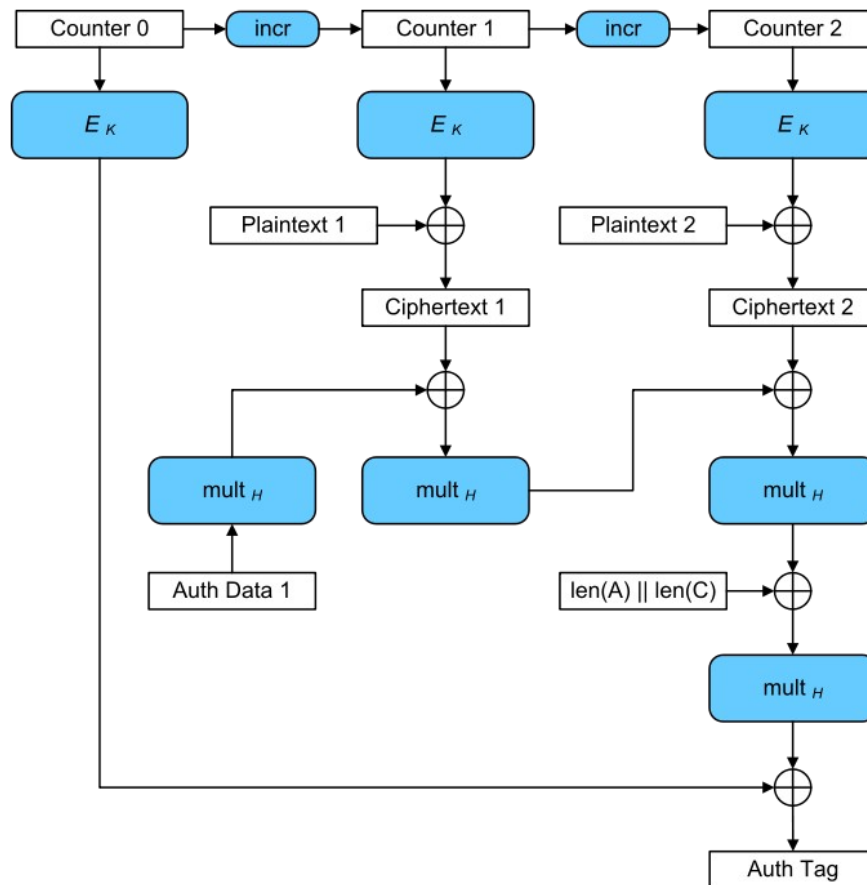 Counter 0
incr
Counter 1
incr
Counter 2
E K
E K
E K
Plaintext 1
Plaintext 2
Ciphertext 1
Ciphertext 2
mult H
mult H
mult H
Auth Data 1
len(A) || len(C)
mult H
Auth Tag